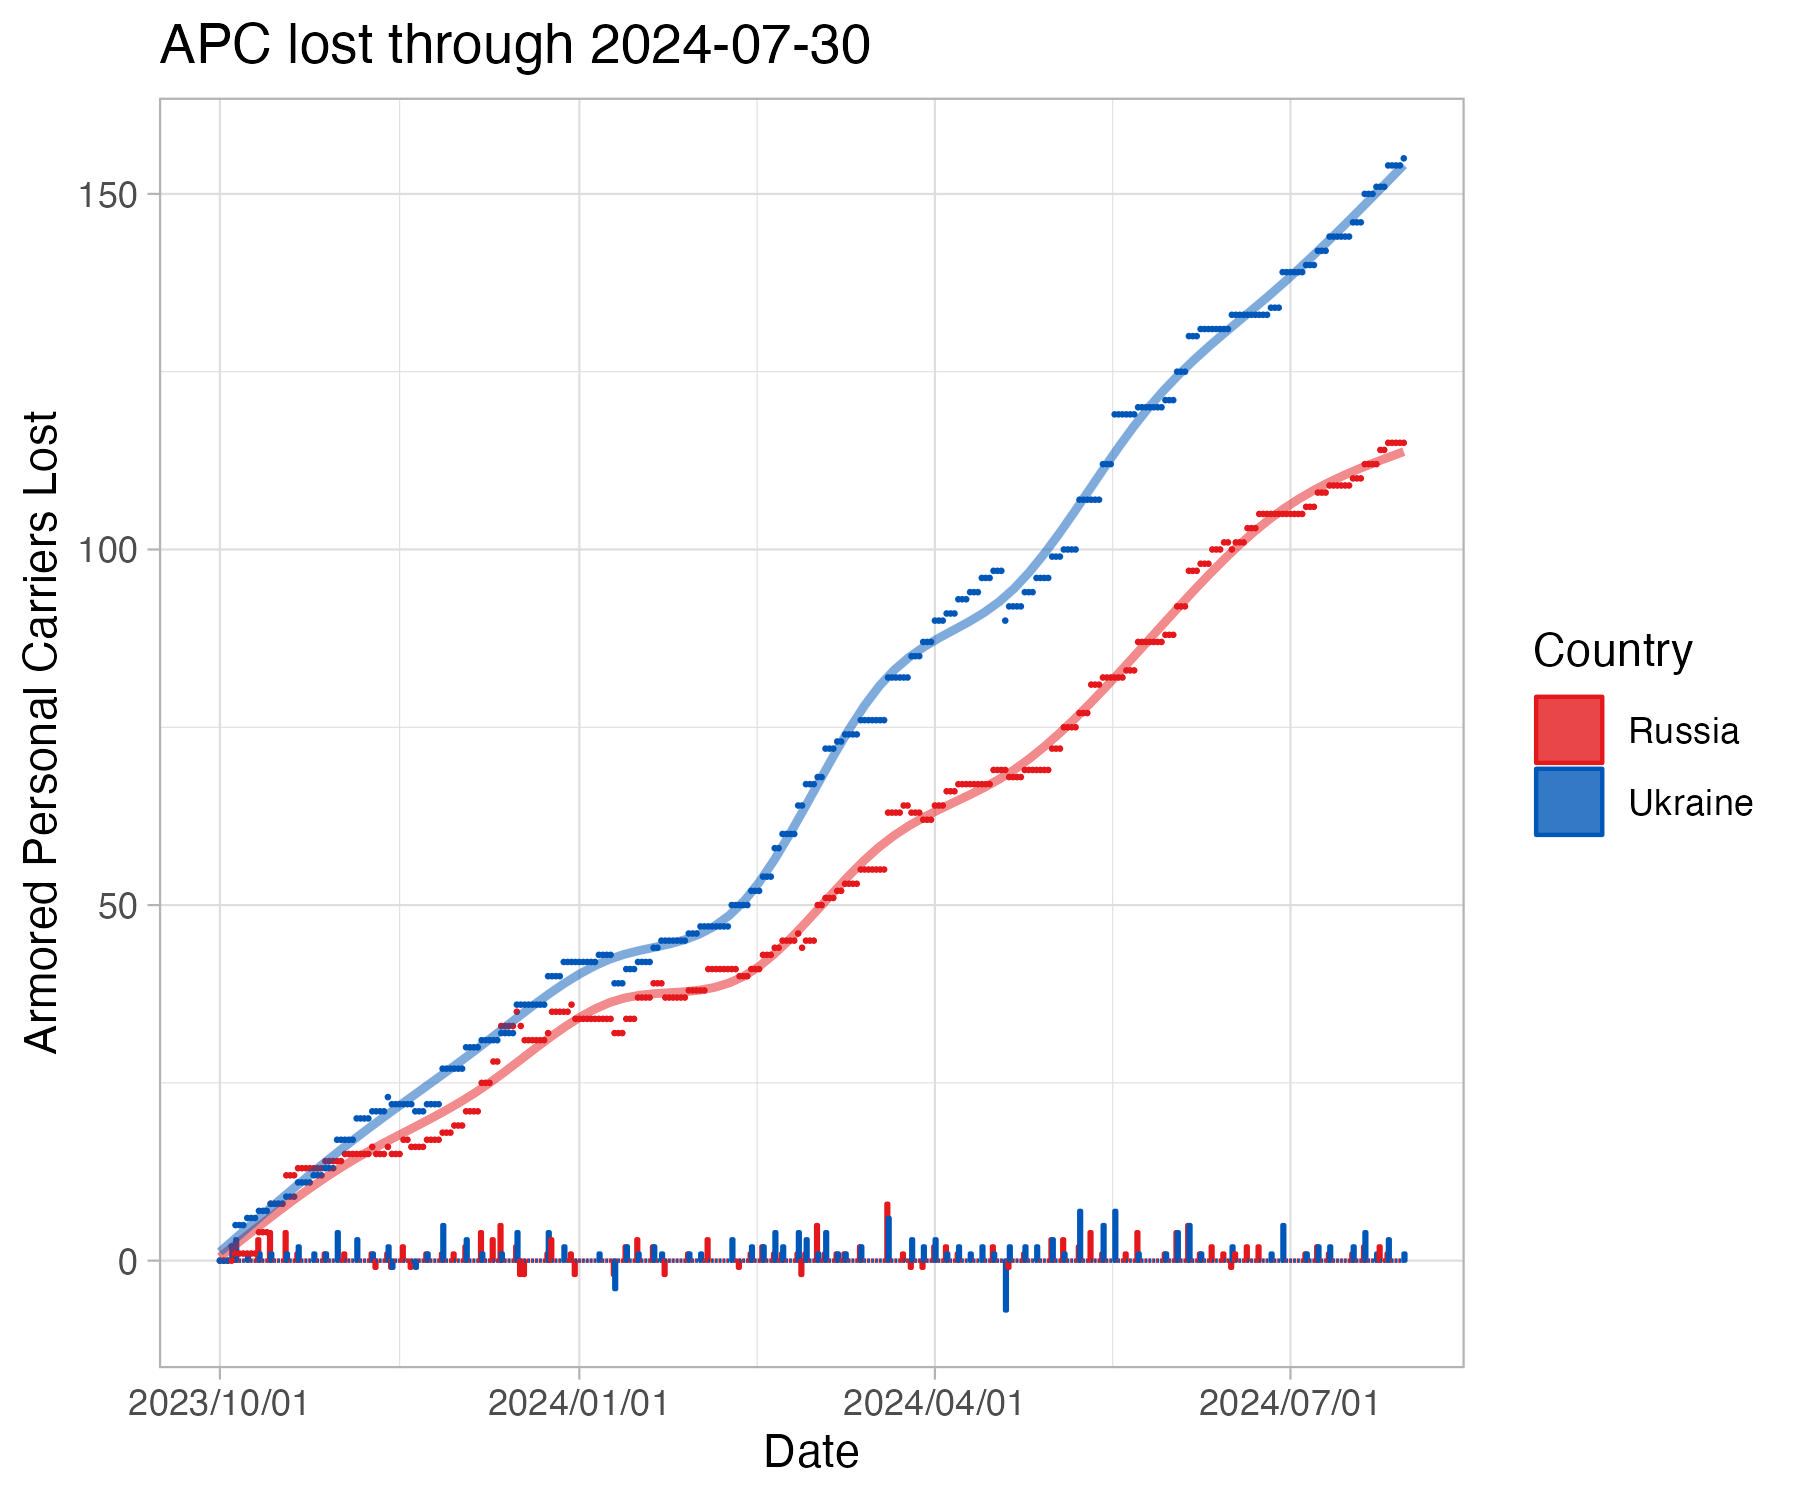 APC lost through 2024-07-30
Armored Personal Carriers Lost
150
100
50
0
2023/10/01
2024/01/01
2024/04/01
2024/07/01
Date
Country
Russia
Ukraine